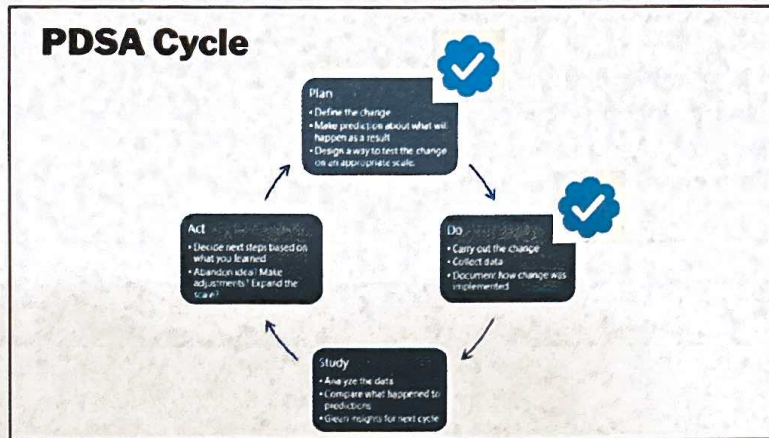 PDSA Cycle
Plan
• Define the change
• Make prediction about what will
happen as a result
• Design a way to test the change
on an appropriate scale.
Do
• Carry out the change
• Collect data
• Document how change was
implemented
Study
• Analyze the data
• Compare what happened to
predictions
• Glean insights for next cycle
Act
• Decide next steps based on
what you learned
• Abandon idea? Make
adjustments? Expand the
scale?